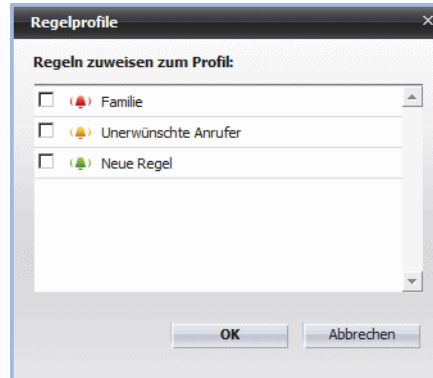 Regelprofile
Regeln zuweisen zum Profil:
Familie
Unerwünschte Anrufer
Neue Regel
OK Abbrechen